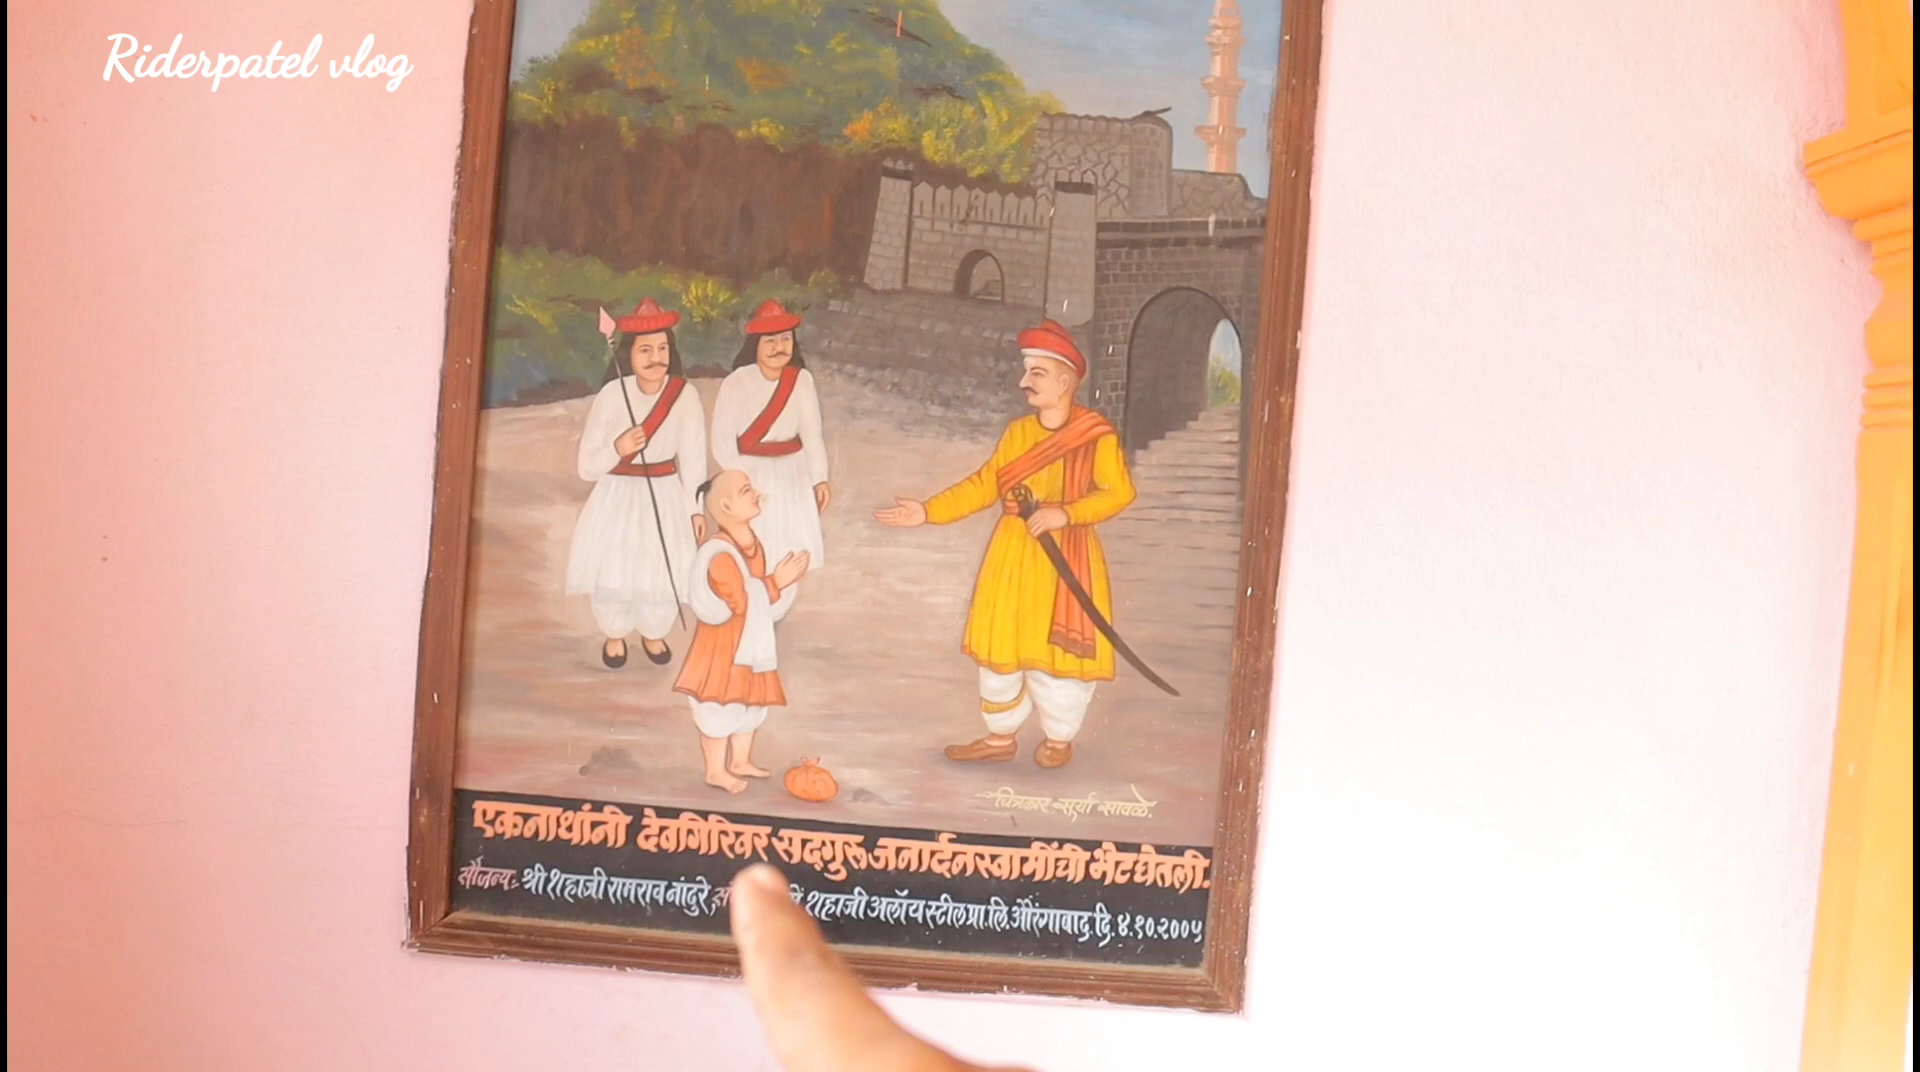 Riderpatel vlog
चित्रकार. सुर्या सावळे.
एकनाथांनी देवगिरिवर सद्गुरू जनार्दनस्वामींची भेट घेतली.
सौजन्य:- श्री शहाजी रामराव नांदुरे, शहाजी अलॉय स्टील प्रा.लि. औरंगाबाद. दि. ४.१०.२००५